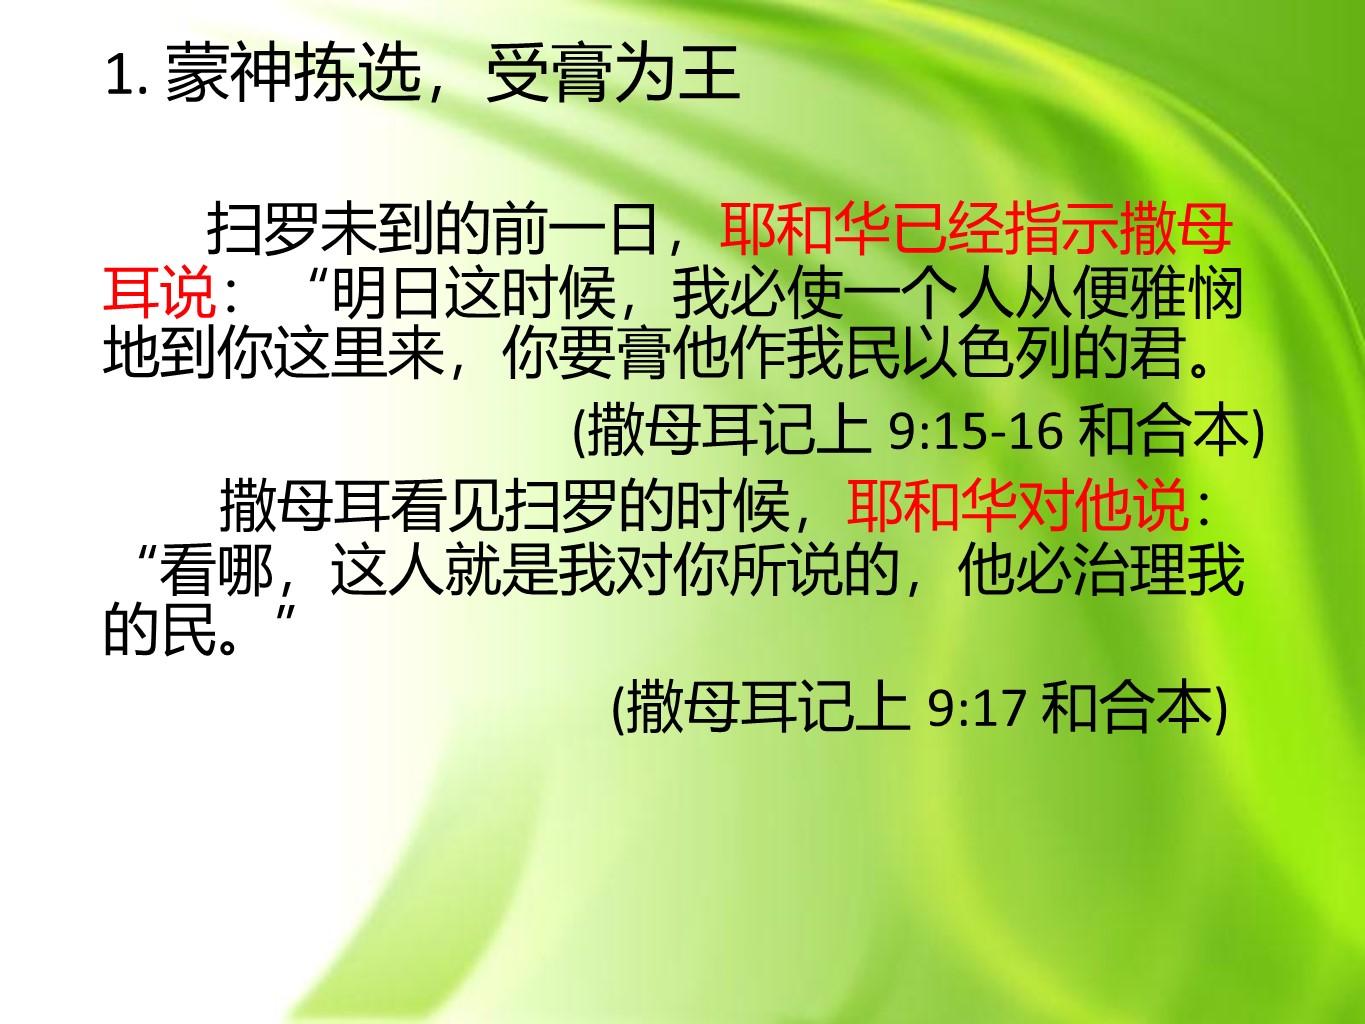 1. 蒙神拣选，受膏为王
扫罗未到的前一日，耶和华已经指示撒母
耳说：“明日这时候，我必使一个人从便雅悯
地到你这里来，你要膏他作我民以色列的君。
(撒母耳记上 9:15-16 和合本)
撒母耳看见扫罗的时候，耶和华对他说：
“看哪，这人就是我对你所说的，他必治理我
的民。”
(撒母耳记上 9:17 和合本)